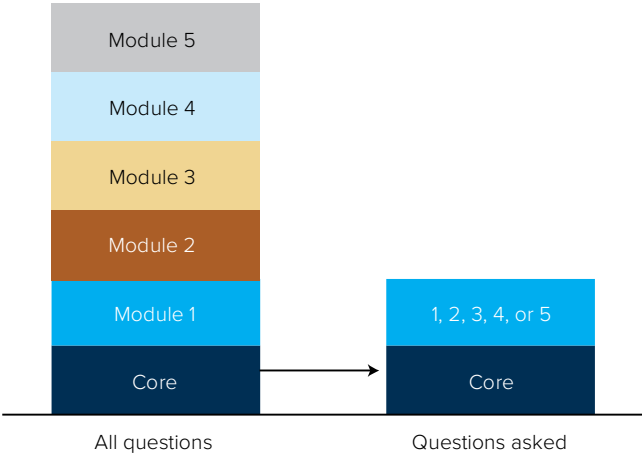 Module 5
Module 4
Module 3
Module 2
Module 1
1, 2, 3, 4, or 5
Core
Core
All questions
Questions asked